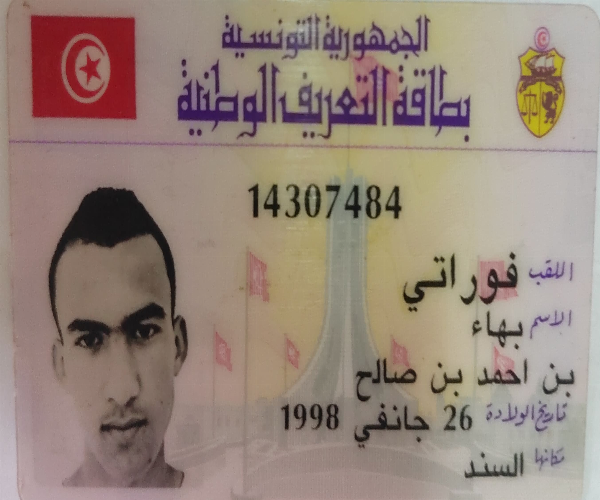 الجمهورية التونسية
بطاقة التعريف الوطنية
14307484
اللقب فوراتي
الاسم بهاء
بن احمد بن صالح
تاريخ الولادة 26 جانفي 1998
مكانها السند